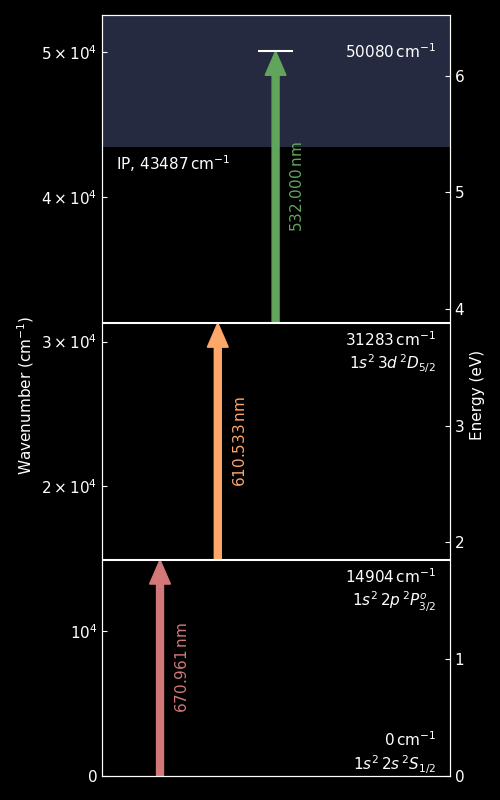 5 × 10⁴
50080 cm⁻¹
6
IP, 43487 cm⁻¹
532.000 nm
4 × 10⁴
5
4
3 × 10⁴
31283 cm⁻¹
1s² 3d ²D₅/₂
Wavenumber (cm⁻¹)
Energy (eV)
610.533 nm
3
2 × 10⁴
2
14904 cm⁻¹
1s² 2p ²Pᵒ₃/₂
10⁴
670.961 nm
1
0 cm⁻¹
1s² 2s ²S₁/₂
0
0